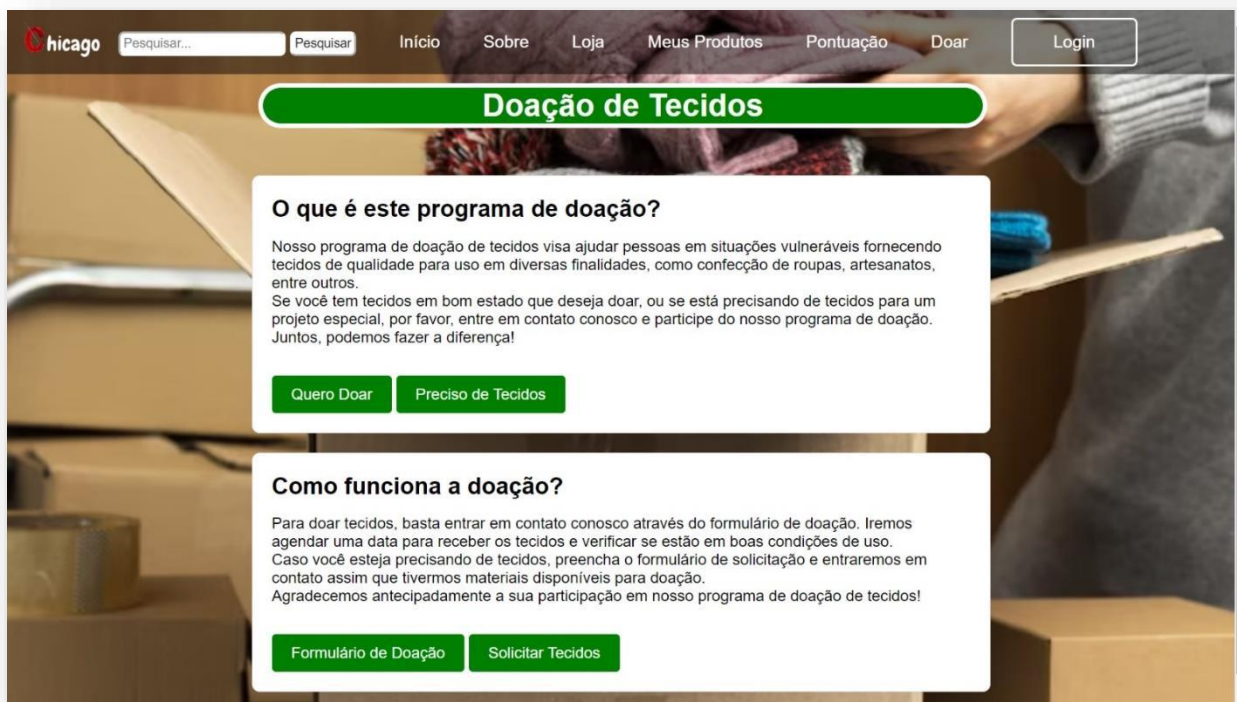 Chicago Pesquisar... Pesquisar Início Sobre Loja Meus Produtos Pontuação Doar Login
Doação de Tecidos
O que é este programa de doação?
Nosso programa de doação de tecidos visa ajudar pessoas em situações vulneráveis fornecendo
tecidos de qualidade para uso em diversas finalidades, como confecção de roupas, artesanatos,
entre outros.
Se você tem tecidos em bom estado que deseja doar, ou se está precisando de tecidos para um
projeto especial, por favor, entre em contato conosco e participe do nosso programa de doação.
Juntos, podemos fazer a diferença!
Quero Doar Preciso de Tecidos
Como funciona a doação?
Para doar tecidos, basta entrar em contato conosco através do formulário de doação. Iremos
agendar uma data para receber os tecidos e verificar se estão em boas condições de uso.
Caso você esteja precisando de tecidos, preencha o formulário de solicitação e entraremos em
contato assim que tivermos materiais disponíveis para doação.
Agradecemos antecipadamente a sua participação em nosso programa de doação de tecidos!
Formulário de Doação Solicitar Tecidos